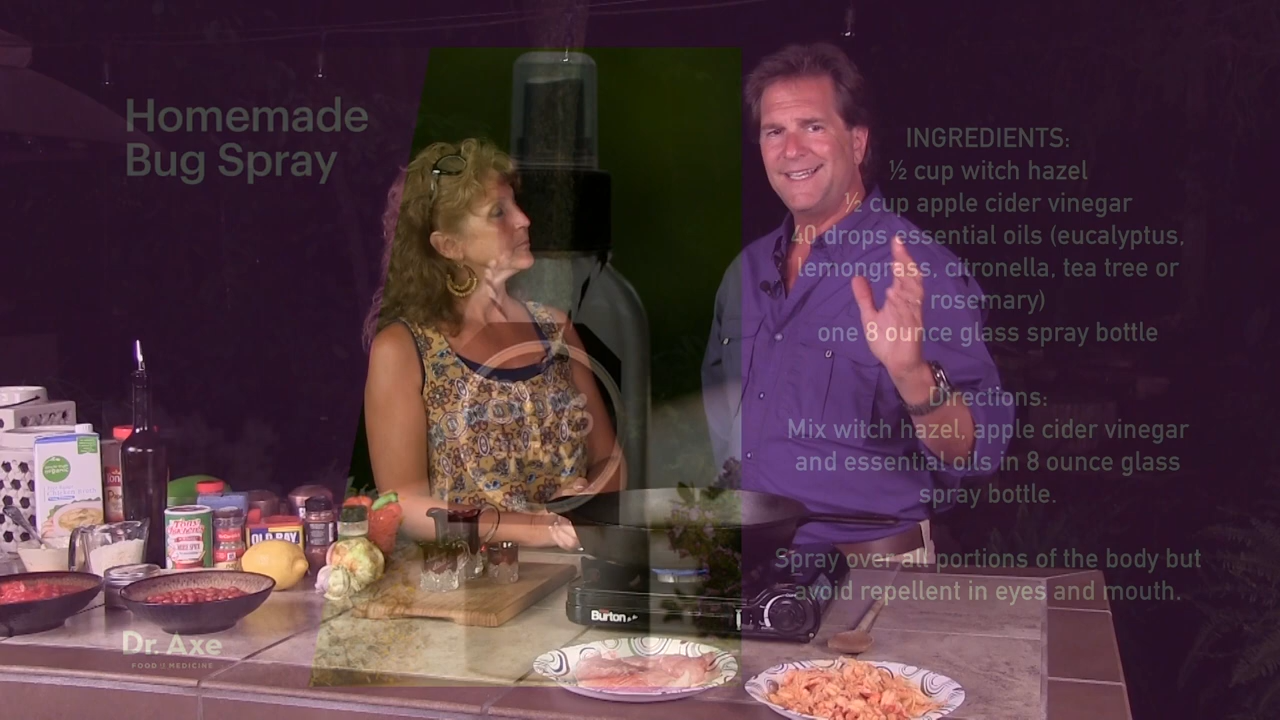 Homemade
Bug Spray
INGREDIENTS:
½ cup witch hazel
½ cup apple cider vinegar
40 drops essential oils (eucalyptus,
lemongrass, citronella, tea tree or
rosemary)
one 8 ounce glass spray bottle
Directions:
Mix witch hazel, apple cider vinegar
and essential oils in 8 ounce glass
spray bottle.
Spray over all portions of the body but
avoid repellent in eyes and mouth.
OLD BAY
Burton
Dr. Axe
FOOD is MEDICINE